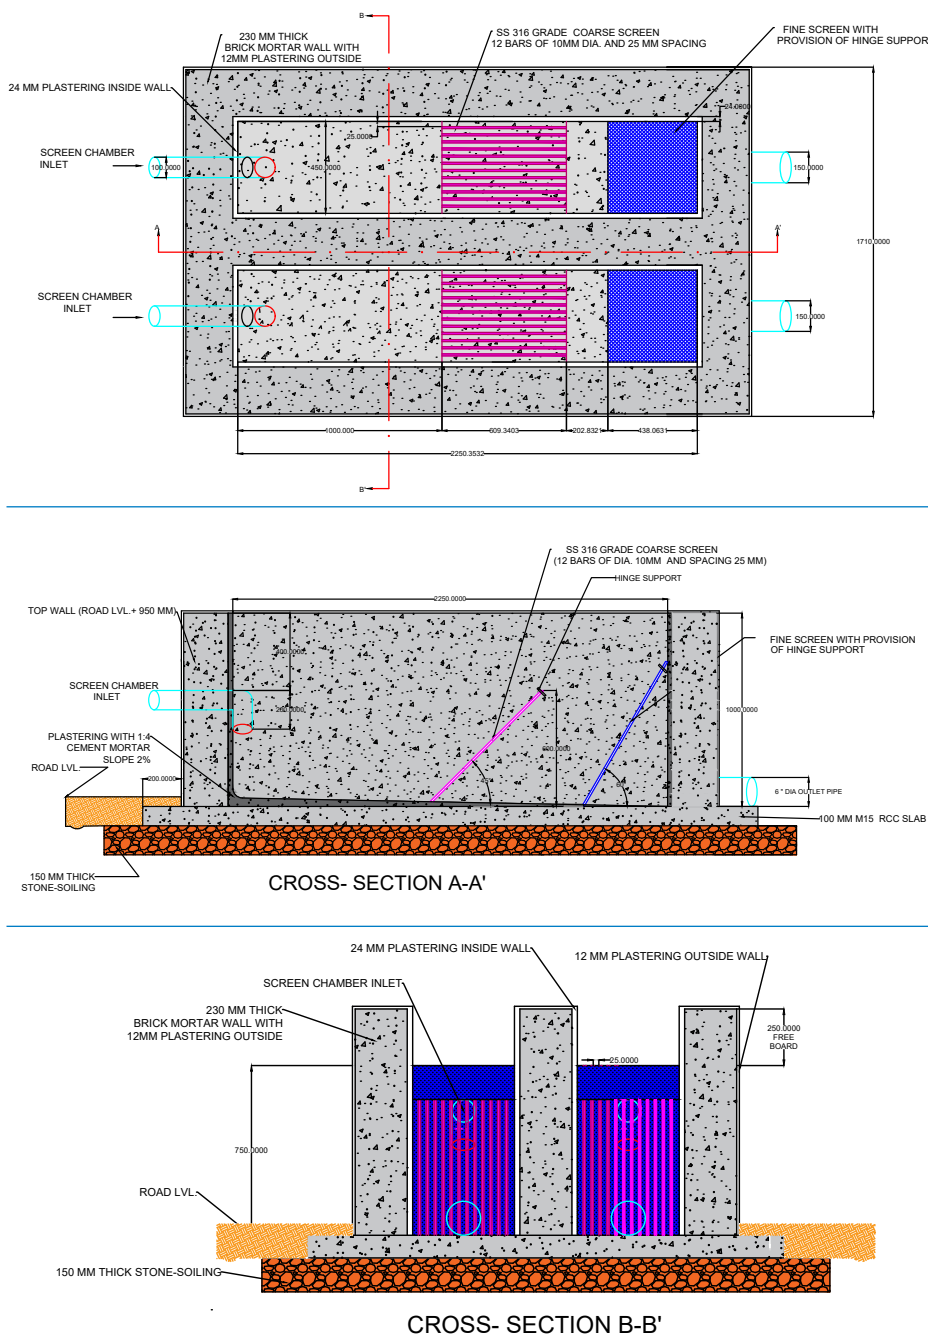 B
230 MM THICK
BRICK MORTAR WALL WITH
12MM PLASTERING OUTSIDE
SS 316 GRADE COARSE SCREEN
12 BARS OF 10MM DIA. AND 25 MM SPACING
FINE SCREEN WITH
PROVISION OF HINGE SUPPORT
24 MM PLASTERING INSIDE WALL
24.0000
25.0000
SCREEN CHAMBER
INLET
100.0000
450.0000
150.0000
A
A'
1710.0000
SCREEN CHAMBER
INLET
150.0000
1000.000
609.3403
202.8321
438.0631
2250.3532
B'
SS 316 GRADE COARSE SCREEN
(12 BARS OF DIA. 10MM AND SPACING 25 MM)
HINGE SUPPORT
2250.0000
TOP WALL (ROAD LVL.+ 950 MM)
FINE SCREEN WITH PROVISION
OF HINGE SUPPORT
SCREEN CHAMBER
INLET
1000.0000
PLASTERING WITH 1:4
CEMENT MORTAR
SLOPE 2%
600.0000
ROAD LVL.
200.0000
6 " DIA OUTLET PIPE
100 MM M15 RCC SLAB
150 MM THICK
STONE-SOILING
CROSS- SECTION A-A'
24 MM PLASTERING INSIDE WALL
12 MM PLASTERING OUTSIDE WALL
SCREEN CHAMBER INLET
230 MM THICK
BRICK MORTAR WALL WITH
12MM PLASTERING OUTSIDE
250.0000
FREE
BOARD
25.0000
750.0000
ROAD LVL.
150 MM THICK STONE-SOILING
CROSS- SECTION B-B'